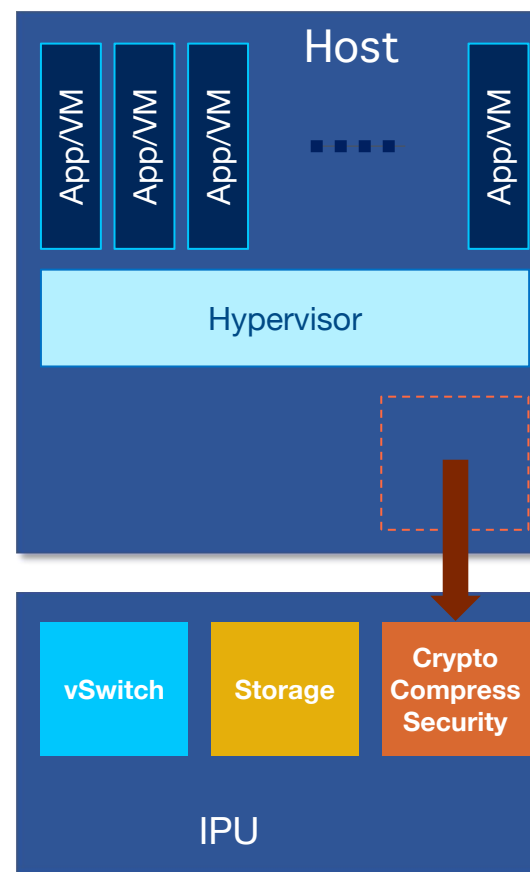 Host
App/VM
App/VM
App/VM
App/VM
Hypervisor
vSwitch
Storage
Crypto
Compress
Security
IPU